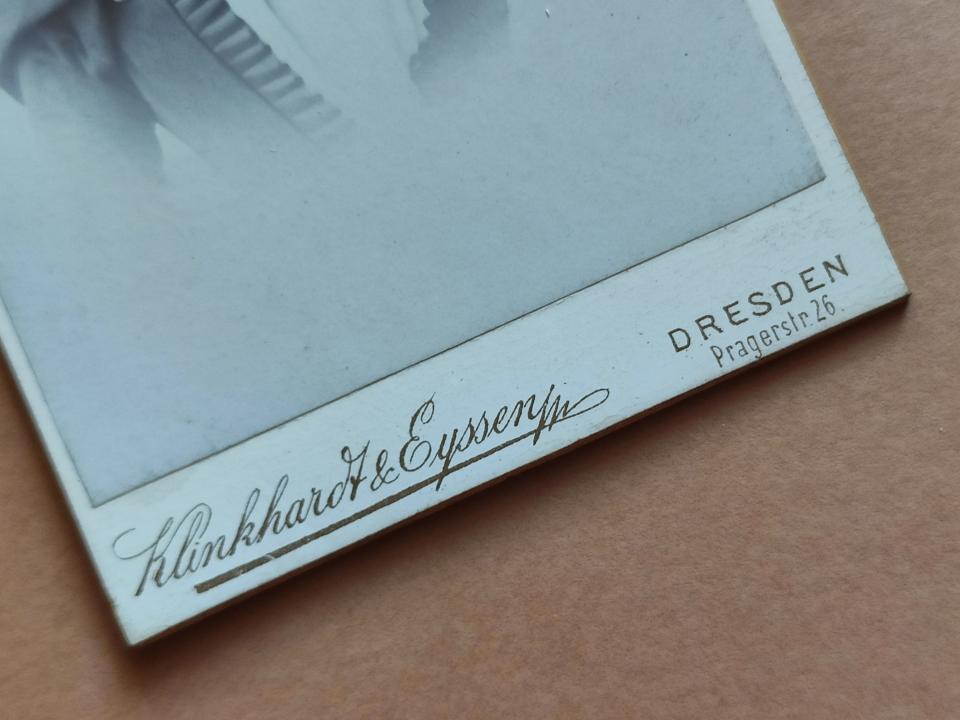 Klinkhardt & Eyssen
DRESDEN
Pragerstr. 26.